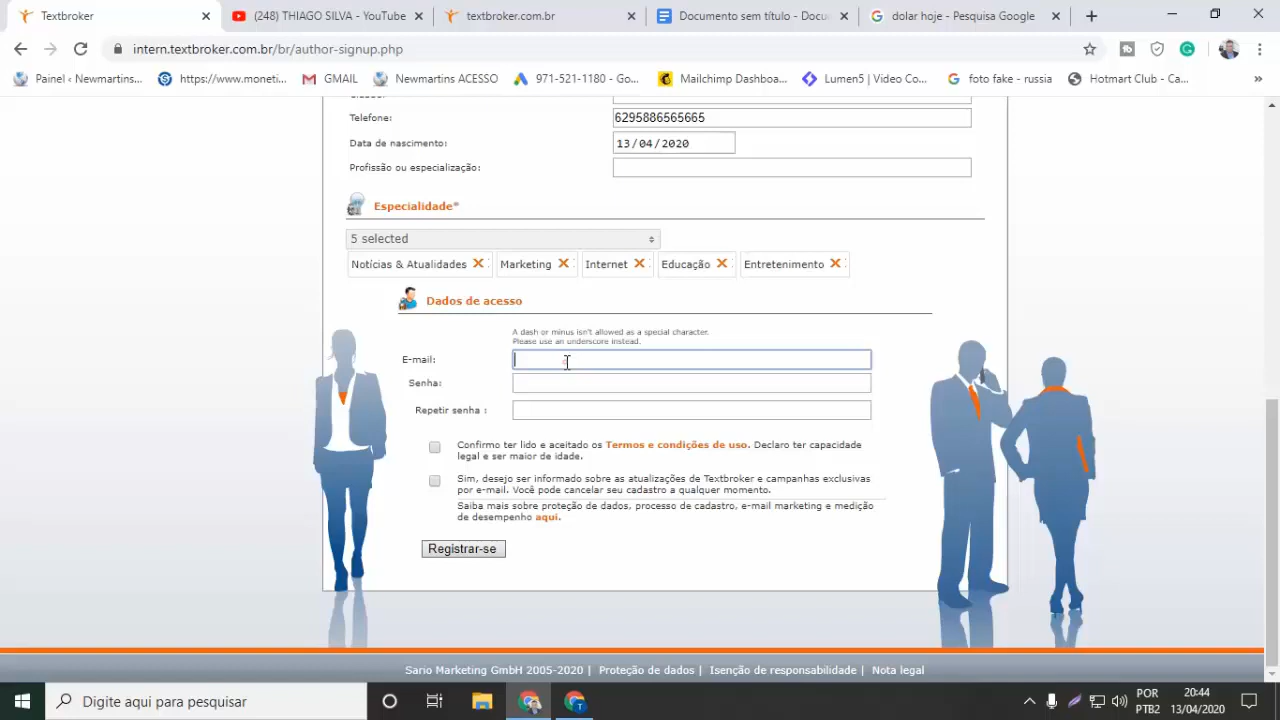 Textbroker
(248) THIAGO SILVA - YouTube
textbroker.com.br
Documento sem título - Docu
dolar hoje - Pesquisa Google
intern.textbroker.com.br/br/author-signup.php
Painel ‹ Newmartins...
https://www.moneti...
GMAIL
Newmartins ACESSO
971-521-1180 - Go...
Mailchimp Dashboa...
Lumen5 | Video Co...
foto fake - russia
Hotmart Club - Ca...
Telefone:
6295886565665
Data de nascimento:
13/04/2020
Profissão ou especialização:
Especialidade*
5 selected
Notícias & Atualidades
Marketing
Internet
Educação
Entretenimento
Dados de acesso
A dash or minus isn't allowed as a special character.
Please use an underscore instead.
E-mail:
Senha:
Repetir senha :
Confirmo ter lido e aceitado os Termos e condições de uso. Declaro ter capacidade
legal e ser maior de idade.
Sim, desejo ser informado sobre as atualizações de Textbroker e campanhas exclusivas
por e-mail. Você pode cancelar seu cadastro a qualquer momento.
Saiba mais sobre proteção de dados, processo de cadastro, e-mail marketing e medição
de desempenho aqui.
Registrar-se
Sario Marketing GmbH 2005-2020 | Proteção de dados | Isenção de responsabilidade | Nota legal
Digite aqui para pesquisar
POR
PTB2
20:44
13/04/2020